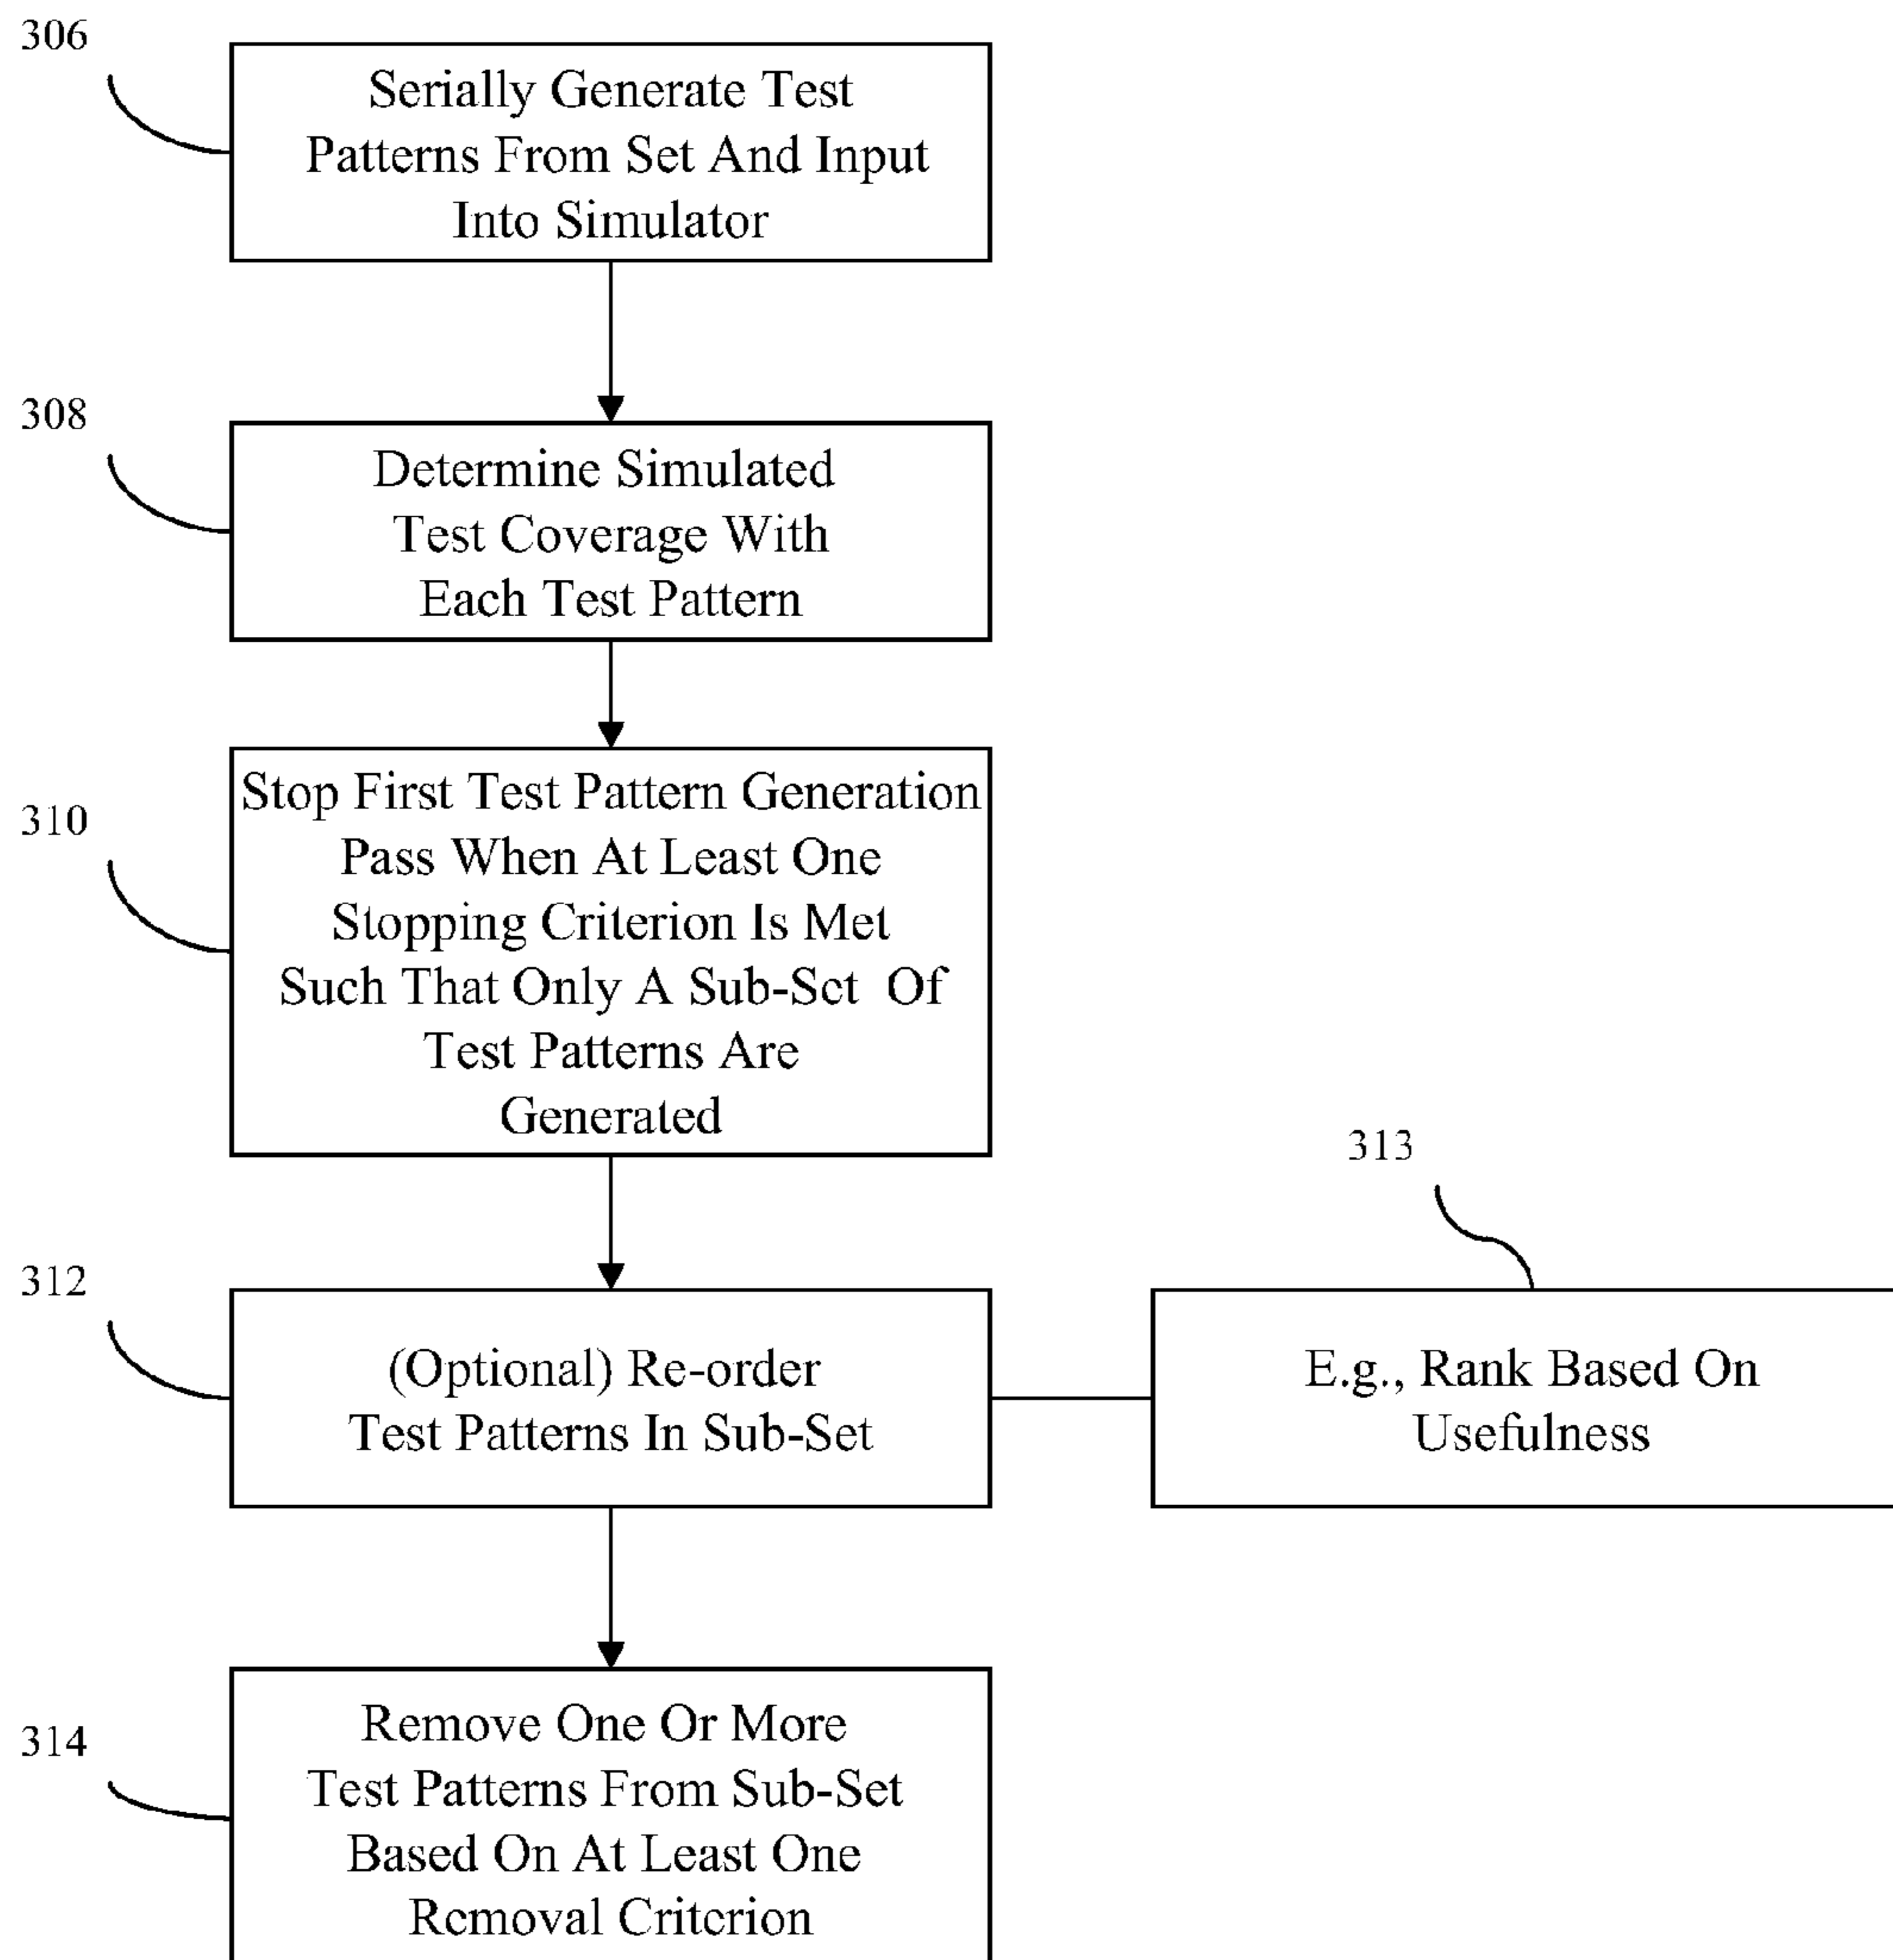 306
Serially Generate Test
Patterns From Set And Input
Into Simulator
308
Determine Simulated
Test Coverage With
Each Test Pattern
310
Stop First Test Pattern Generation
Pass When At Least One
Stopping Criterion Is Met
Such That Only A Sub-Set Of
Test Patterns Are
Generated
312
(Optional) Re-order
Test Patterns In Sub-Set
313
E.g., Rank Based On
Usefulness
314
Remove One Or More
Test Patterns From Sub-Set
Based On At Least One
Removal Criterion